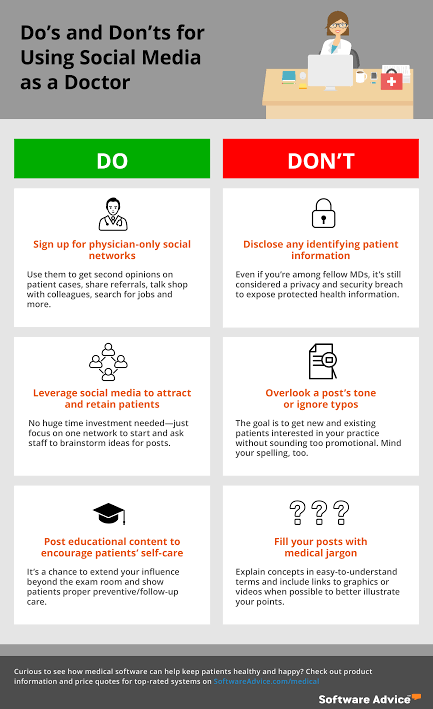 Do's and Don'ts for
Using Social Media
as a Doctor
DO
DON'T
Sign up for physician-only social
networks
Use them to get second opinions on
patient cases, share referrals, talk shop
with colleagues, search for jobs and
more.
Disclose any identifying patient
information
Even if you're among fellow MDs, it's still
considered a privacy and security breach
to expose protected health information.
Leverage social media to attract
and retain patients
No huge time investment needed—just
focus on one network to start and ask
staff to brainstorm ideas for posts.
Overlook a post's tone
or ignore typos
The goal is to get new and existing
patients interested in your practice
without sounding too promotional. Mind
your spelling, too.
Post educational content to
encourage patients' self-care
It's a chance to extend your influence
beyond the exam room and show
patients proper preventive/follow-up
care.
???
Fill your posts with
medical jargon
Explain concepts in easy-to-understand
terms and include links to graphics or
videos when possible to better illustrate
your points.
Curious to see how medical software can help keep patients healthy and happy? Check out product
information and price quotes for top-rated systems on SoftwareAdvice.com/medical
Software Advice